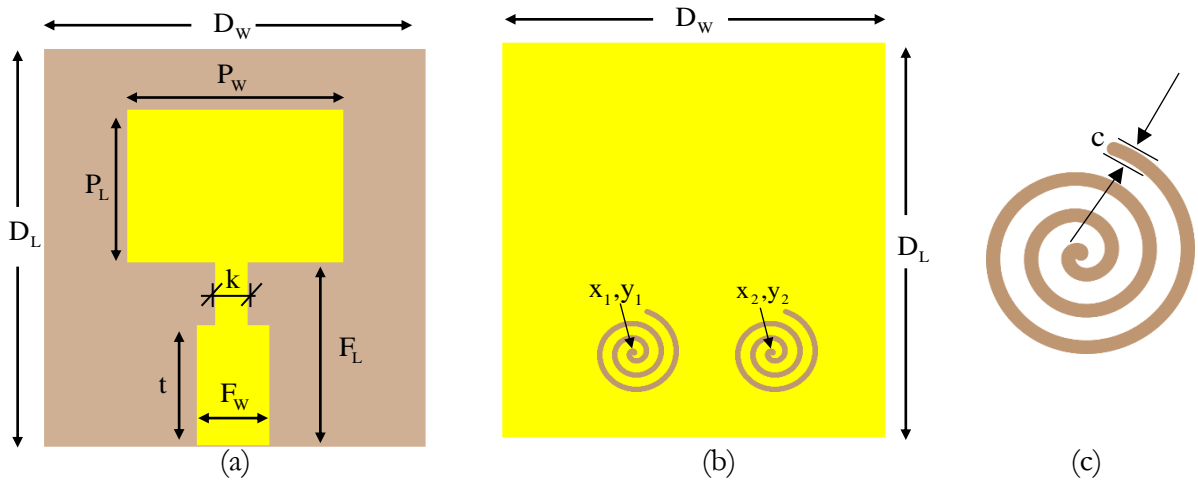 D_W
P_W
P_L
D_L
k
F_L
t
F_W
(a)
D_W
D_L
x_1,y_1
x_2,y_2
(b)
c
(c)